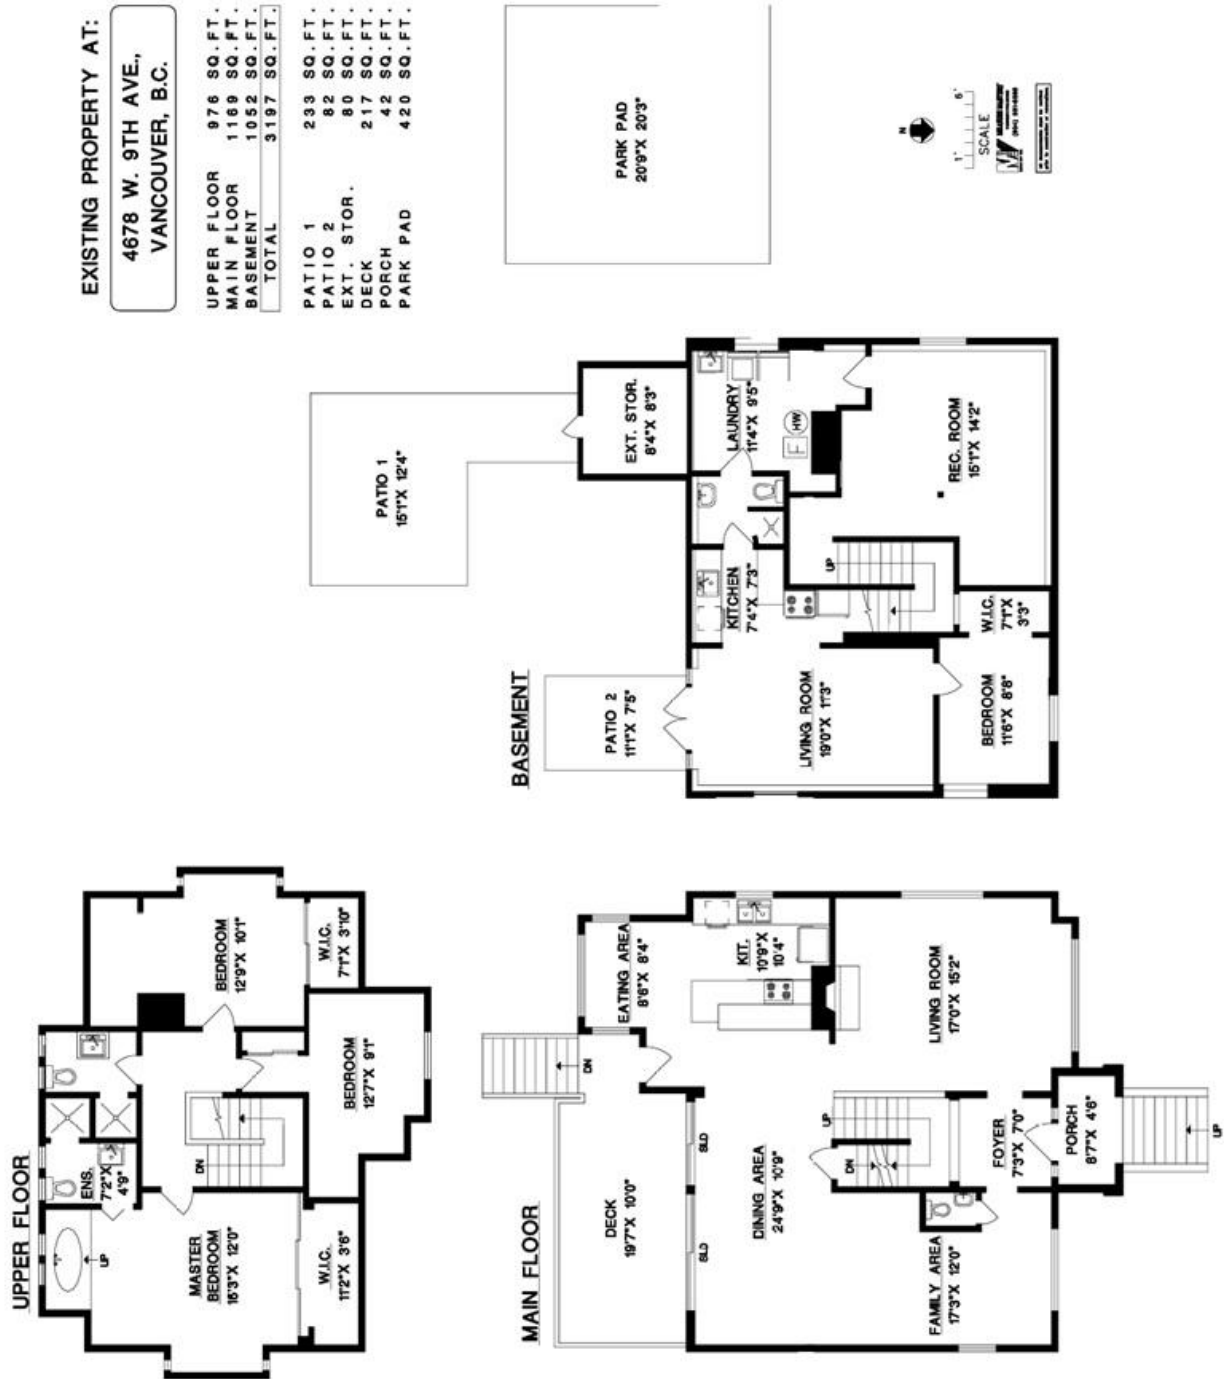 EXISTING PROPERTY AT:
4678 W. 9TH AVE.,
VANCOUVER, B.C.
UPPER FLOOR 976 SQ.FT.
MAIN FLOOR 1169 SQ.FT.
BASEMENT 1052 SQ.FT.
TOTAL 3197 SQ.FT.
PATIO 1 233 SQ.FT.
PATIO 2 82 SQ.FT.
EXT. STOR. 80 SQ.FT.
DECK 217 SQ.FT.
PORCH 42 SQ.FT.
PARK PAD 420 SQ.FT.
PARK PAD
20'9"X 20'3"
N
1' 6'
SCALE
BASEMENT
PATIO 1
15'1"X 12'4"
EXT. STOR.
8'4"X 8'3"
PATIO 2
11'1"X 7'5"
LAUNDRY
11'4"X 9'5"
F
HW
KITCHEN
7'4"X 7'3"
UP
REC. ROOM
15'1"X 14'2"
LIVING ROOM
19'0"X 11'3"
W.I.C.
7'1"X
3'3"
BEDROOM
11'6"X 8'8"
UPPER FLOOR
ENS.
7'2"X
4'9"
UP
MASTER
BEDROOM
16'3"X 12'0"
W.I.C.
11'2"X 3'6"
DN
BEDROOM
12'7"X 9'1"
BEDROOM
12'9"X 10'1"
W.I.C.
7'1"X 3'10"
MAIN FLOOR
DECK
19'7"X 10'0"
DN
EATING AREA
8'6"X 8'4"
KIT.
10'9"X
10'4"
SLD
SLD
DINING AREA
24'9"X 10'9"
DN
UP
LIVING ROOM
17'0"X 15'2"
FAMILY AREA
17'3"X 12'0"
FOYER
7'3"X 7'0"
PORCH
8'7"X 4'6"
UP